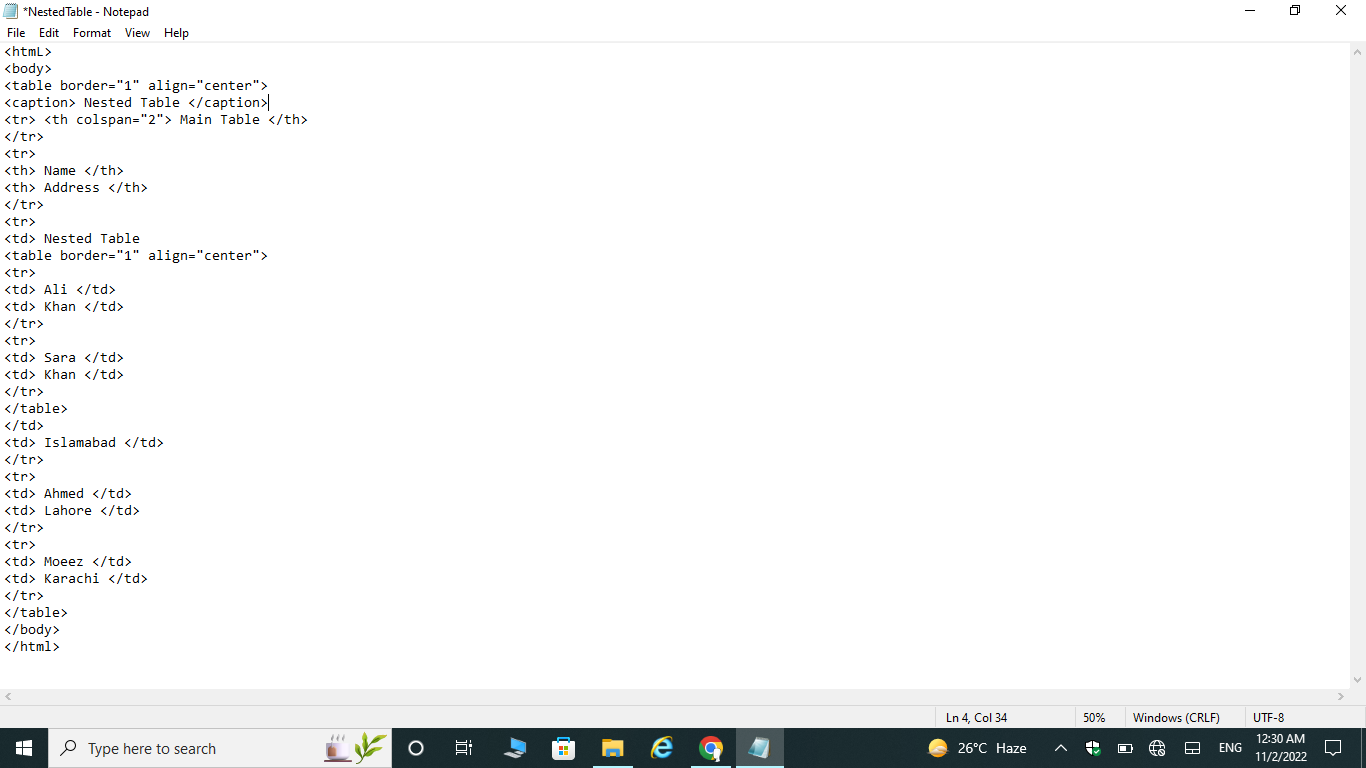 *NestedTable - Notepad
File Edit Format View Help
<htmL>
<body>
<table border="1" align="center">
<caption> Nested Table </caption>
<tr> <th colspan="2"> Main Table </th>
</tr>
<tr>
<th> Name </th>
<th> Address </th>
</tr>
<tr>
<td> Nested Table
<table border="1" align="center">
<tr>
<td> Ali </td>
<td> Khan </td>
</tr>
<tr>
<td> Sara </td>
<td> Khan </td>
</tr>
</table>
</td>
<td> Islamabad </td>
</tr>
<tr>
<td> Ahmed </td>
<td> Lahore </td>
</tr>
<tr>
<td> Moeez </td>
<td> Karachi </td>
</tr>
</table>
</body>
</html>
Ln 4, Col 34 50% Windows (CRLF) UTF-8
Type here to search 26°C Haze ENG 12:30 AM
11/2/2022